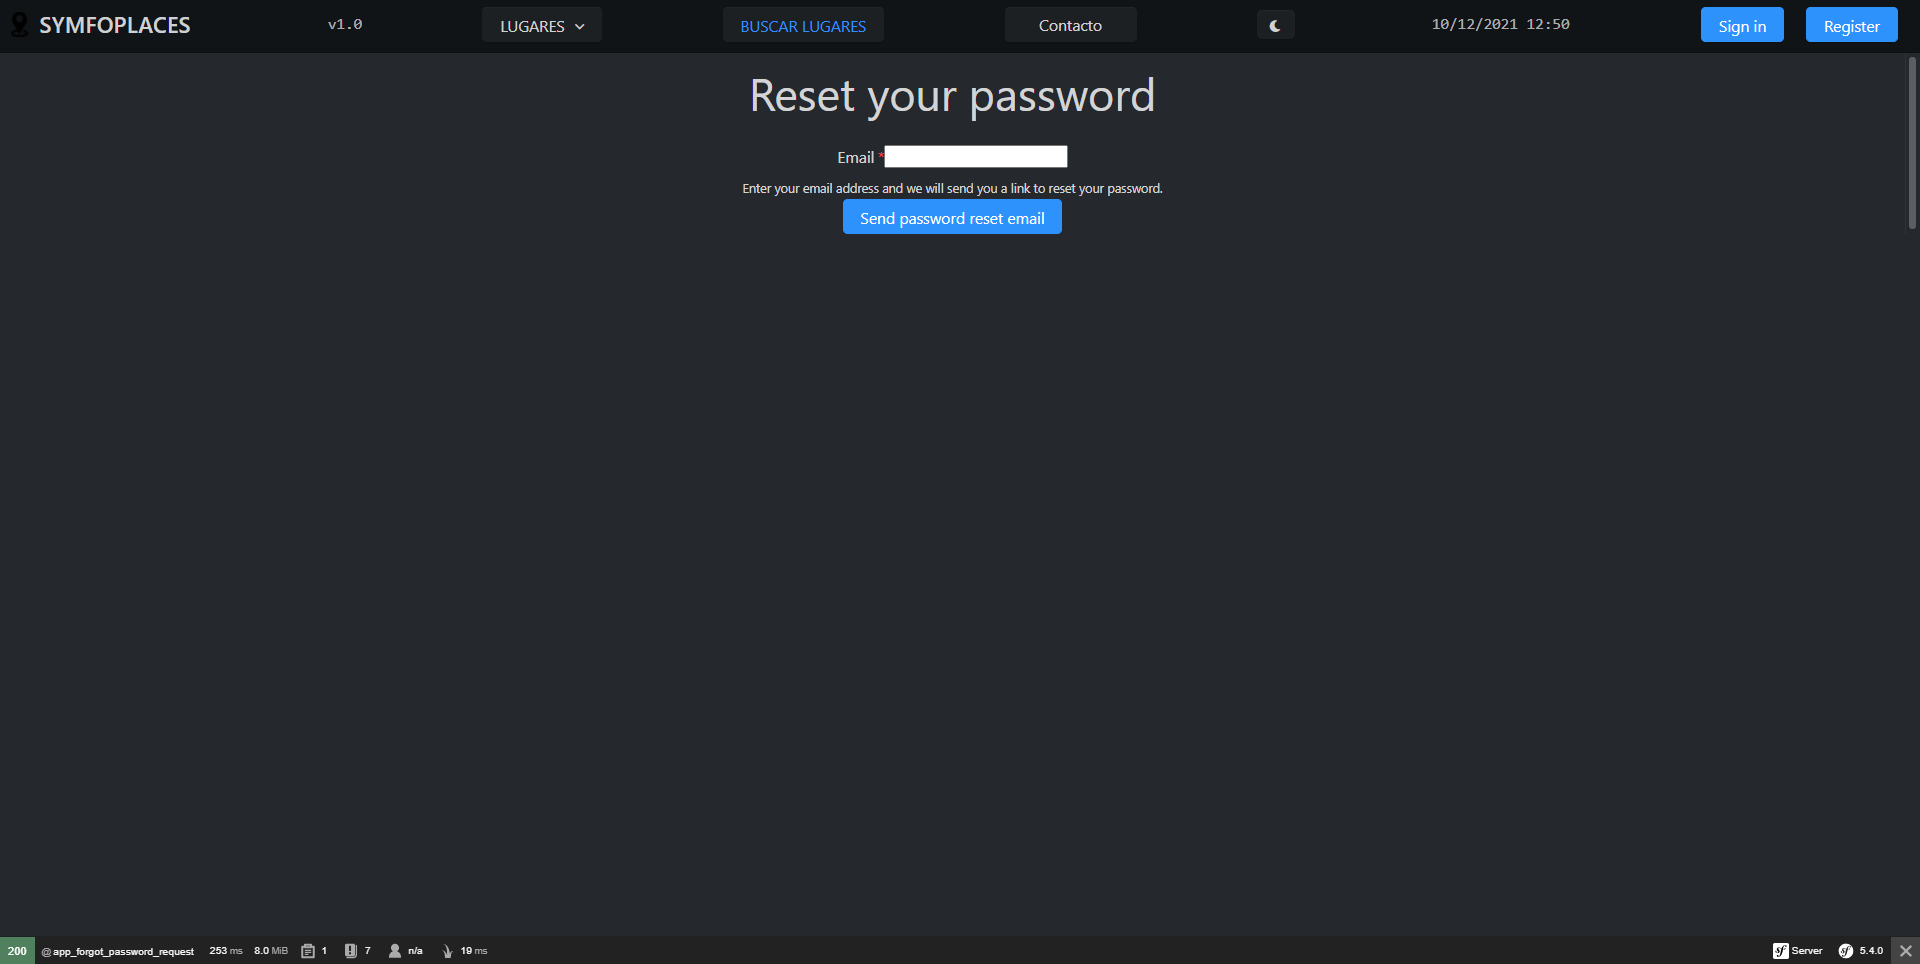 SYMFOPLACES v1.0 LUGARES BUSCAR LUGARES Contacto 10/12/2021 12:50 Sign in Register
Reset your password
Email *
Enter your email address and we will send you a link to reset your password.
Send password reset email
200 @ app_forgot_password_request 253 ms 8.0 MiB 1 7 n/a 19 ms sf Server sf 5.4.0